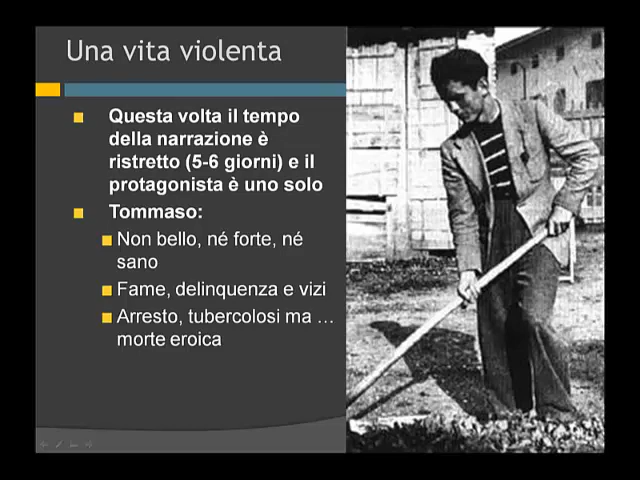 Una vita violenta
Questa volta il tempo
della narrazione è
ristretto (5-6 giorni) e il
protagonista è uno solo
Tommaso:
Non bello, né forte, né
sano
Fame, delinquenza e vizi
Arresto, tubercolosi ma …
morte eroica